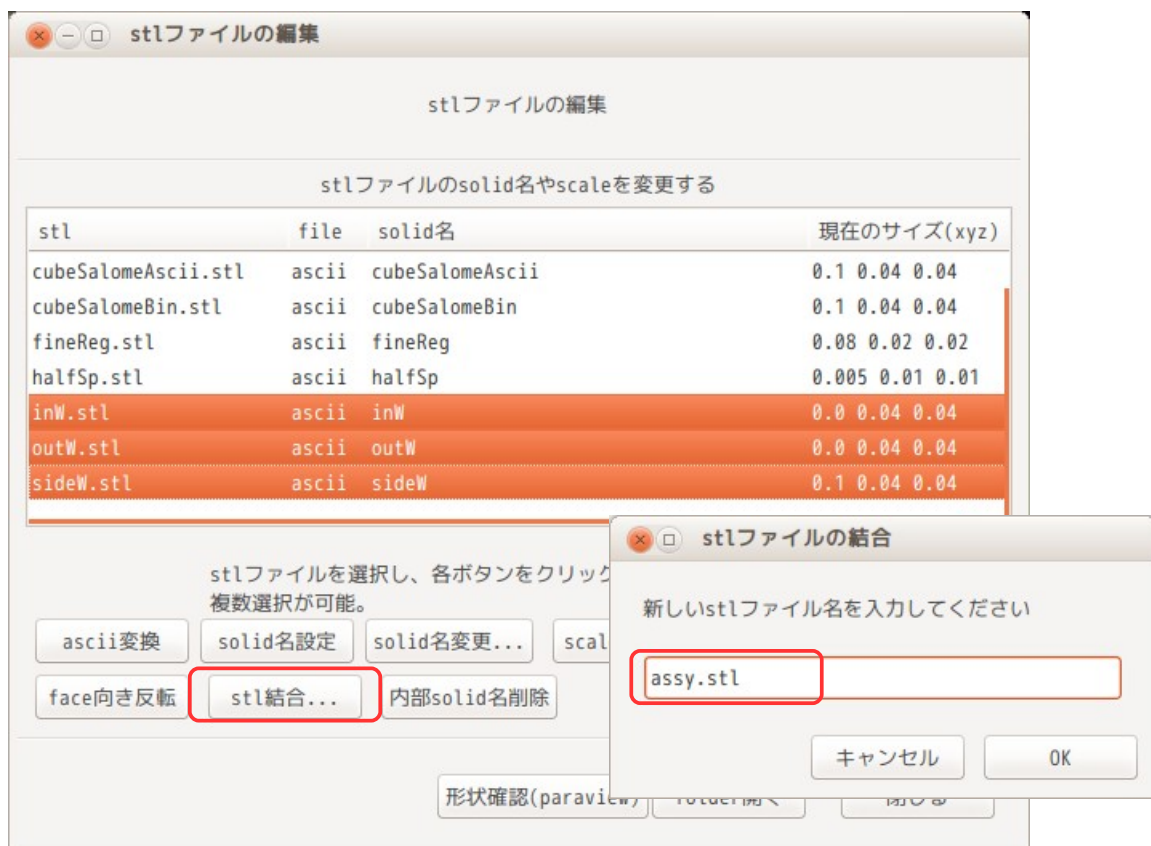 stlファイルの編集
stlファイルの編集
stlファイルのsolid名やscaleを変更する
stl file solid名 現在のサイズ(xyz)
cubeSalomeAscii.stl ascii cubeSalomeAscii 0.1 0.04 0.04
cubeSalomeBin.stl ascii cubeSalomeBin 0.1 0.04 0.04
fineReg.stl ascii fineReg 0.08 0.02 0.02
halfSp.stl ascii halfSp 0.005 0.01 0.01
inW.stl ascii inW 0.0 0.04 0.04
outW.stl ascii outW 0.0 0.04 0.04
sideW.stl ascii sideW 0.1 0.04 0.04
stlファイルを選択し、各ボタンをクリック
複数選択が可能。
ascii変換 solid名設定 solid名変更... scal
face向き反転 stl結合... 内部solid名削除
形状確認(paraview) folder開く 閉じる
stlファイルの結合
新しいstlファイル名を入力してください
assy.stl
キャンセル OK